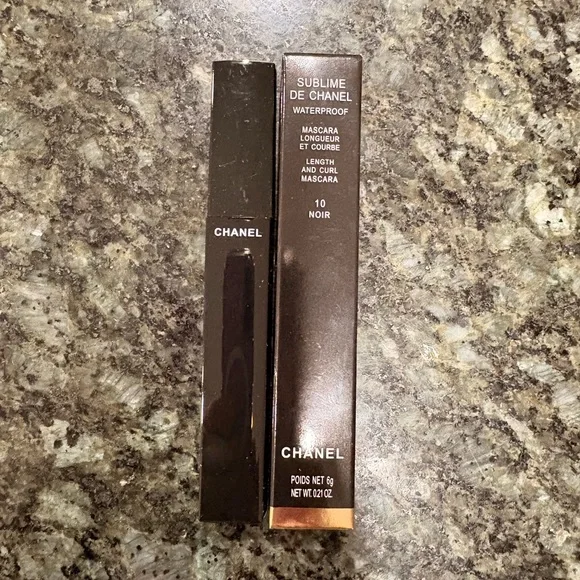 CHANEL
SUBLIME
DE CHANEL
WATERPROOF
MASCARA
LONGUEUR
ET COURBE
LENGTH
AND CURL
MASCARA
10
NOIR
CHANEL
POIDS NET 6g
NET WT. 0.21 OZ.